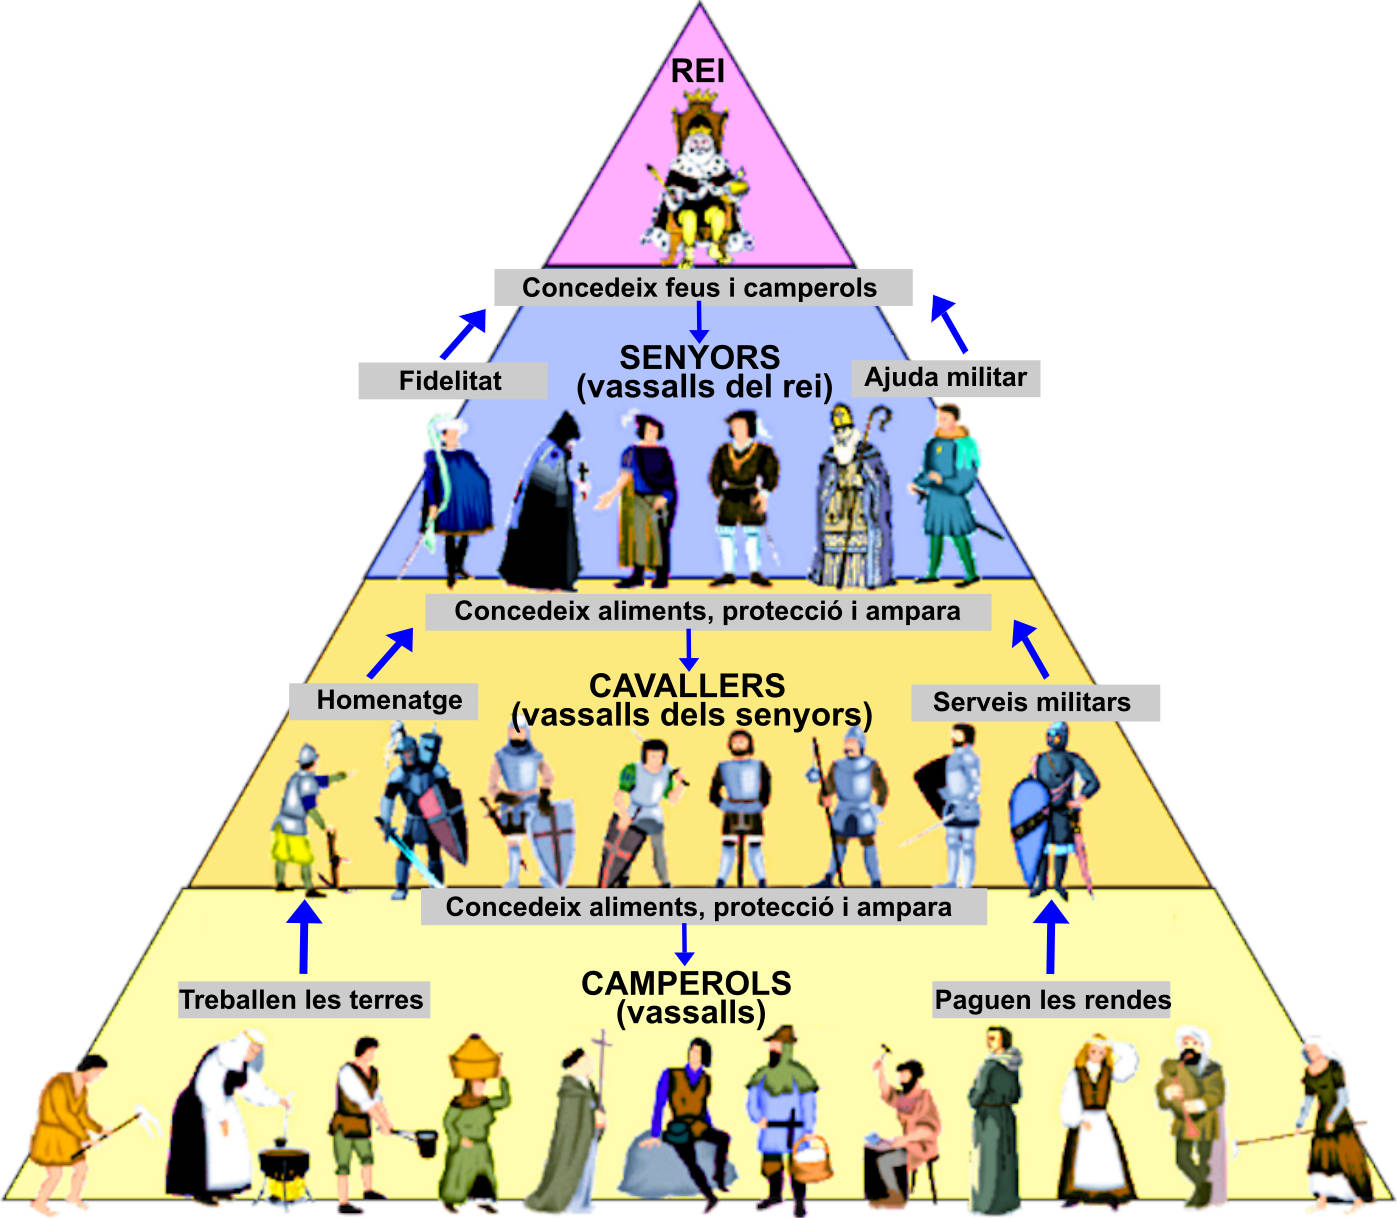 REI
Concedeix feus i camperols
SENYORS
(vassalls del rei)
Fidelitat
Ajuda militar
Concedeix aliments, protecció i ampara
CAVALLERS
(vassalls dels senyors)
Homenatge
Serveis militars
Concedeix aliments, protecció i ampara
CAMPEROLS
(vassalls)
Treballen les terres
Paguen les rendes